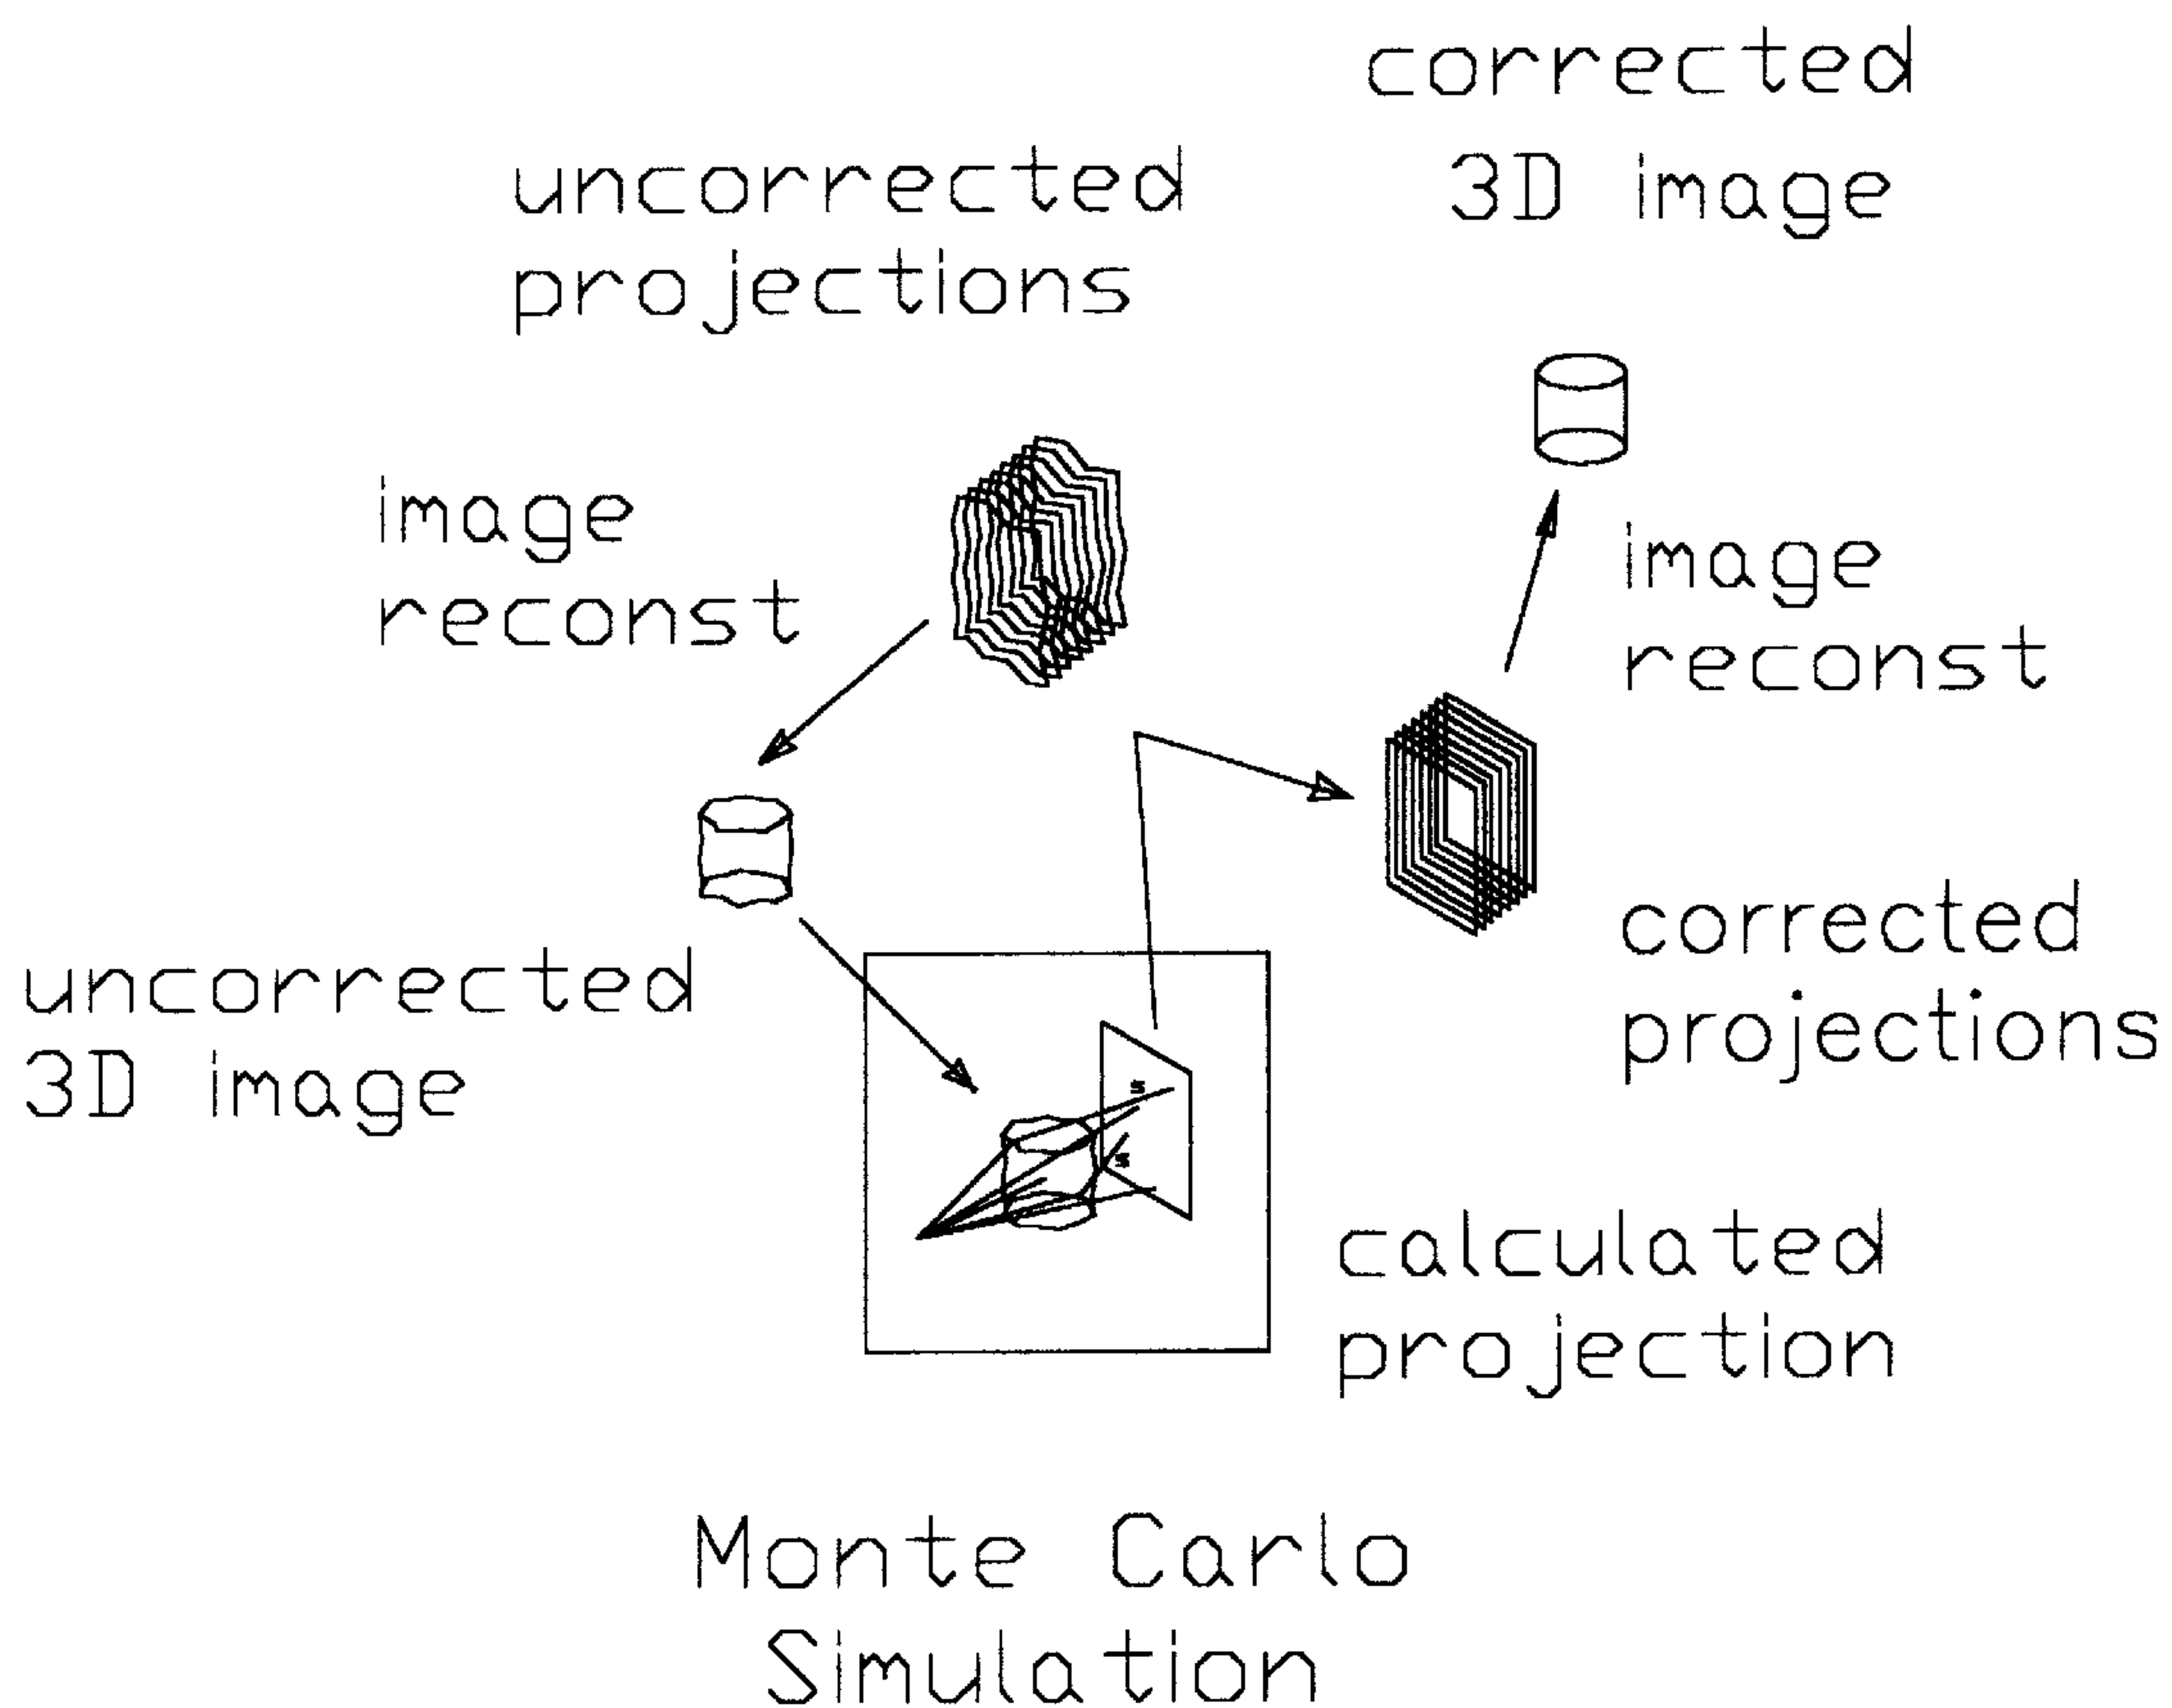 corrected
3D image
uncorrected
projections
image
reconst
image
reconst
uncorrected
3D image
corrected
projections
s
s
calculated
projection
Monte Carlo
Simulation